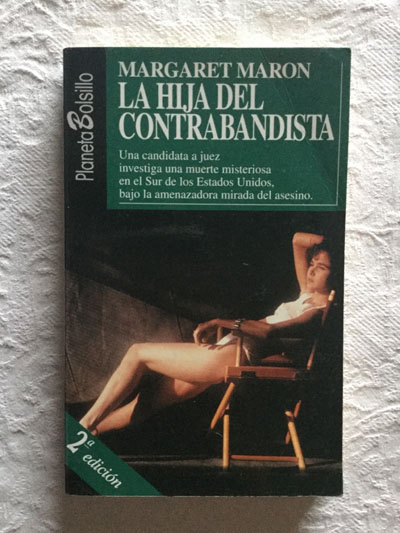 Planeta Bolsillo
MARGARET MARON
LA HIJA DEL
CONTRABANDISTA
Una candidata a juez
investiga una muerte misteriosa
en el Sur de los Estados Unidos,
bajo la amenazadora mirada del asesino.
2ª edición